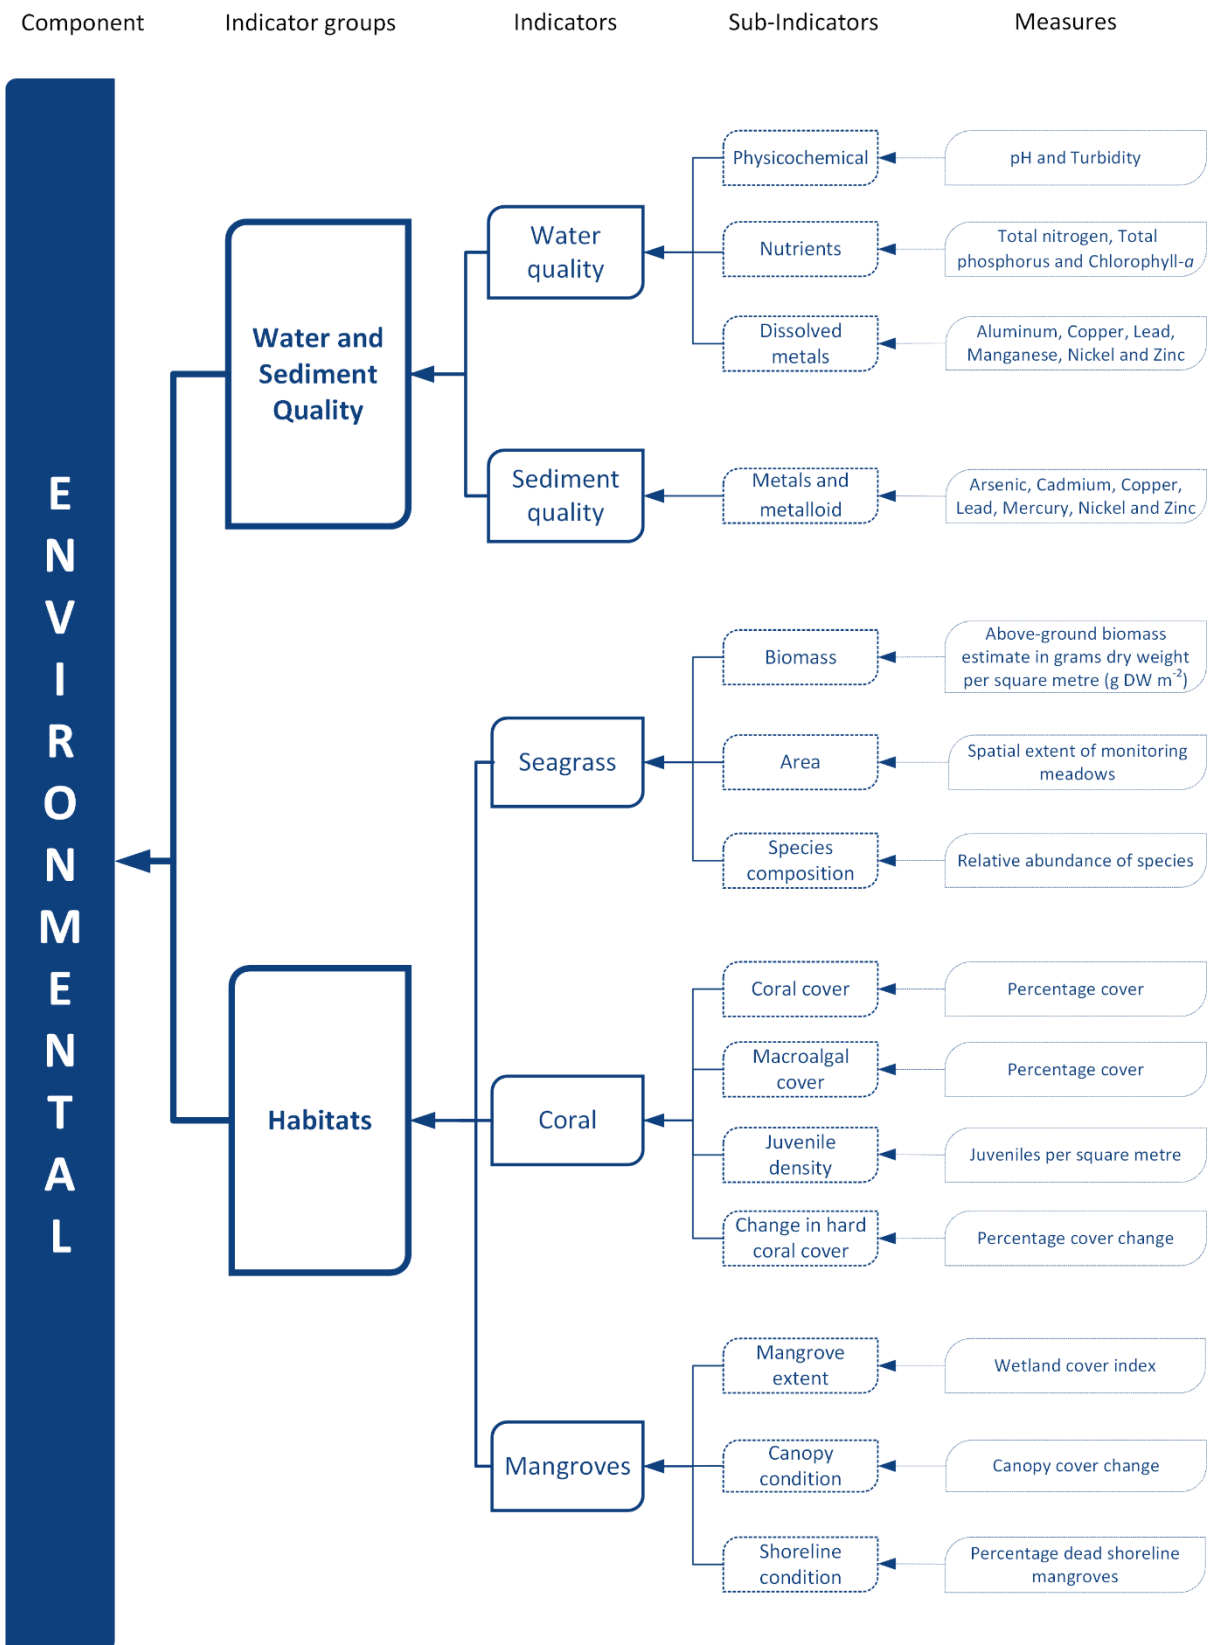 Component
Indicator groups
Indicators
Sub-Indicators
Measures
ENVIRONMENTAL
Water and
Sediment
Quality
Water
quality
Physicochemical
pH and Turbidity
Nutrients
Total nitrogen, Total
phosphorus and Chlorophyll-a
Dissolved
metals
Aluminum, Copper, Lead,
Manganese, Nickel and Zinc
Sediment
quality
Metals and
metalloid
Arsenic, Cadmium, Copper,
Lead, Mercury, Nickel and Zinc
Habitats
Seagrass
Biomass
Above-ground biomass
estimate in grams dry weight
per square metre (g DW m⁻²)
Area
Spatial extent of monitoring
meadows
Species
composition
Relative abundance of species
Coral
Coral cover
Percentage cover
Macroalgal
cover
Percentage cover
Juvenile
density
Juveniles per square metre
Change in hard
coral cover
Percentage cover change
Mangroves
Mangrove
extent
Wetland cover index
Canopy
condition
Canopy cover change
Shoreline
condition
Percentage dead shoreline
mangroves